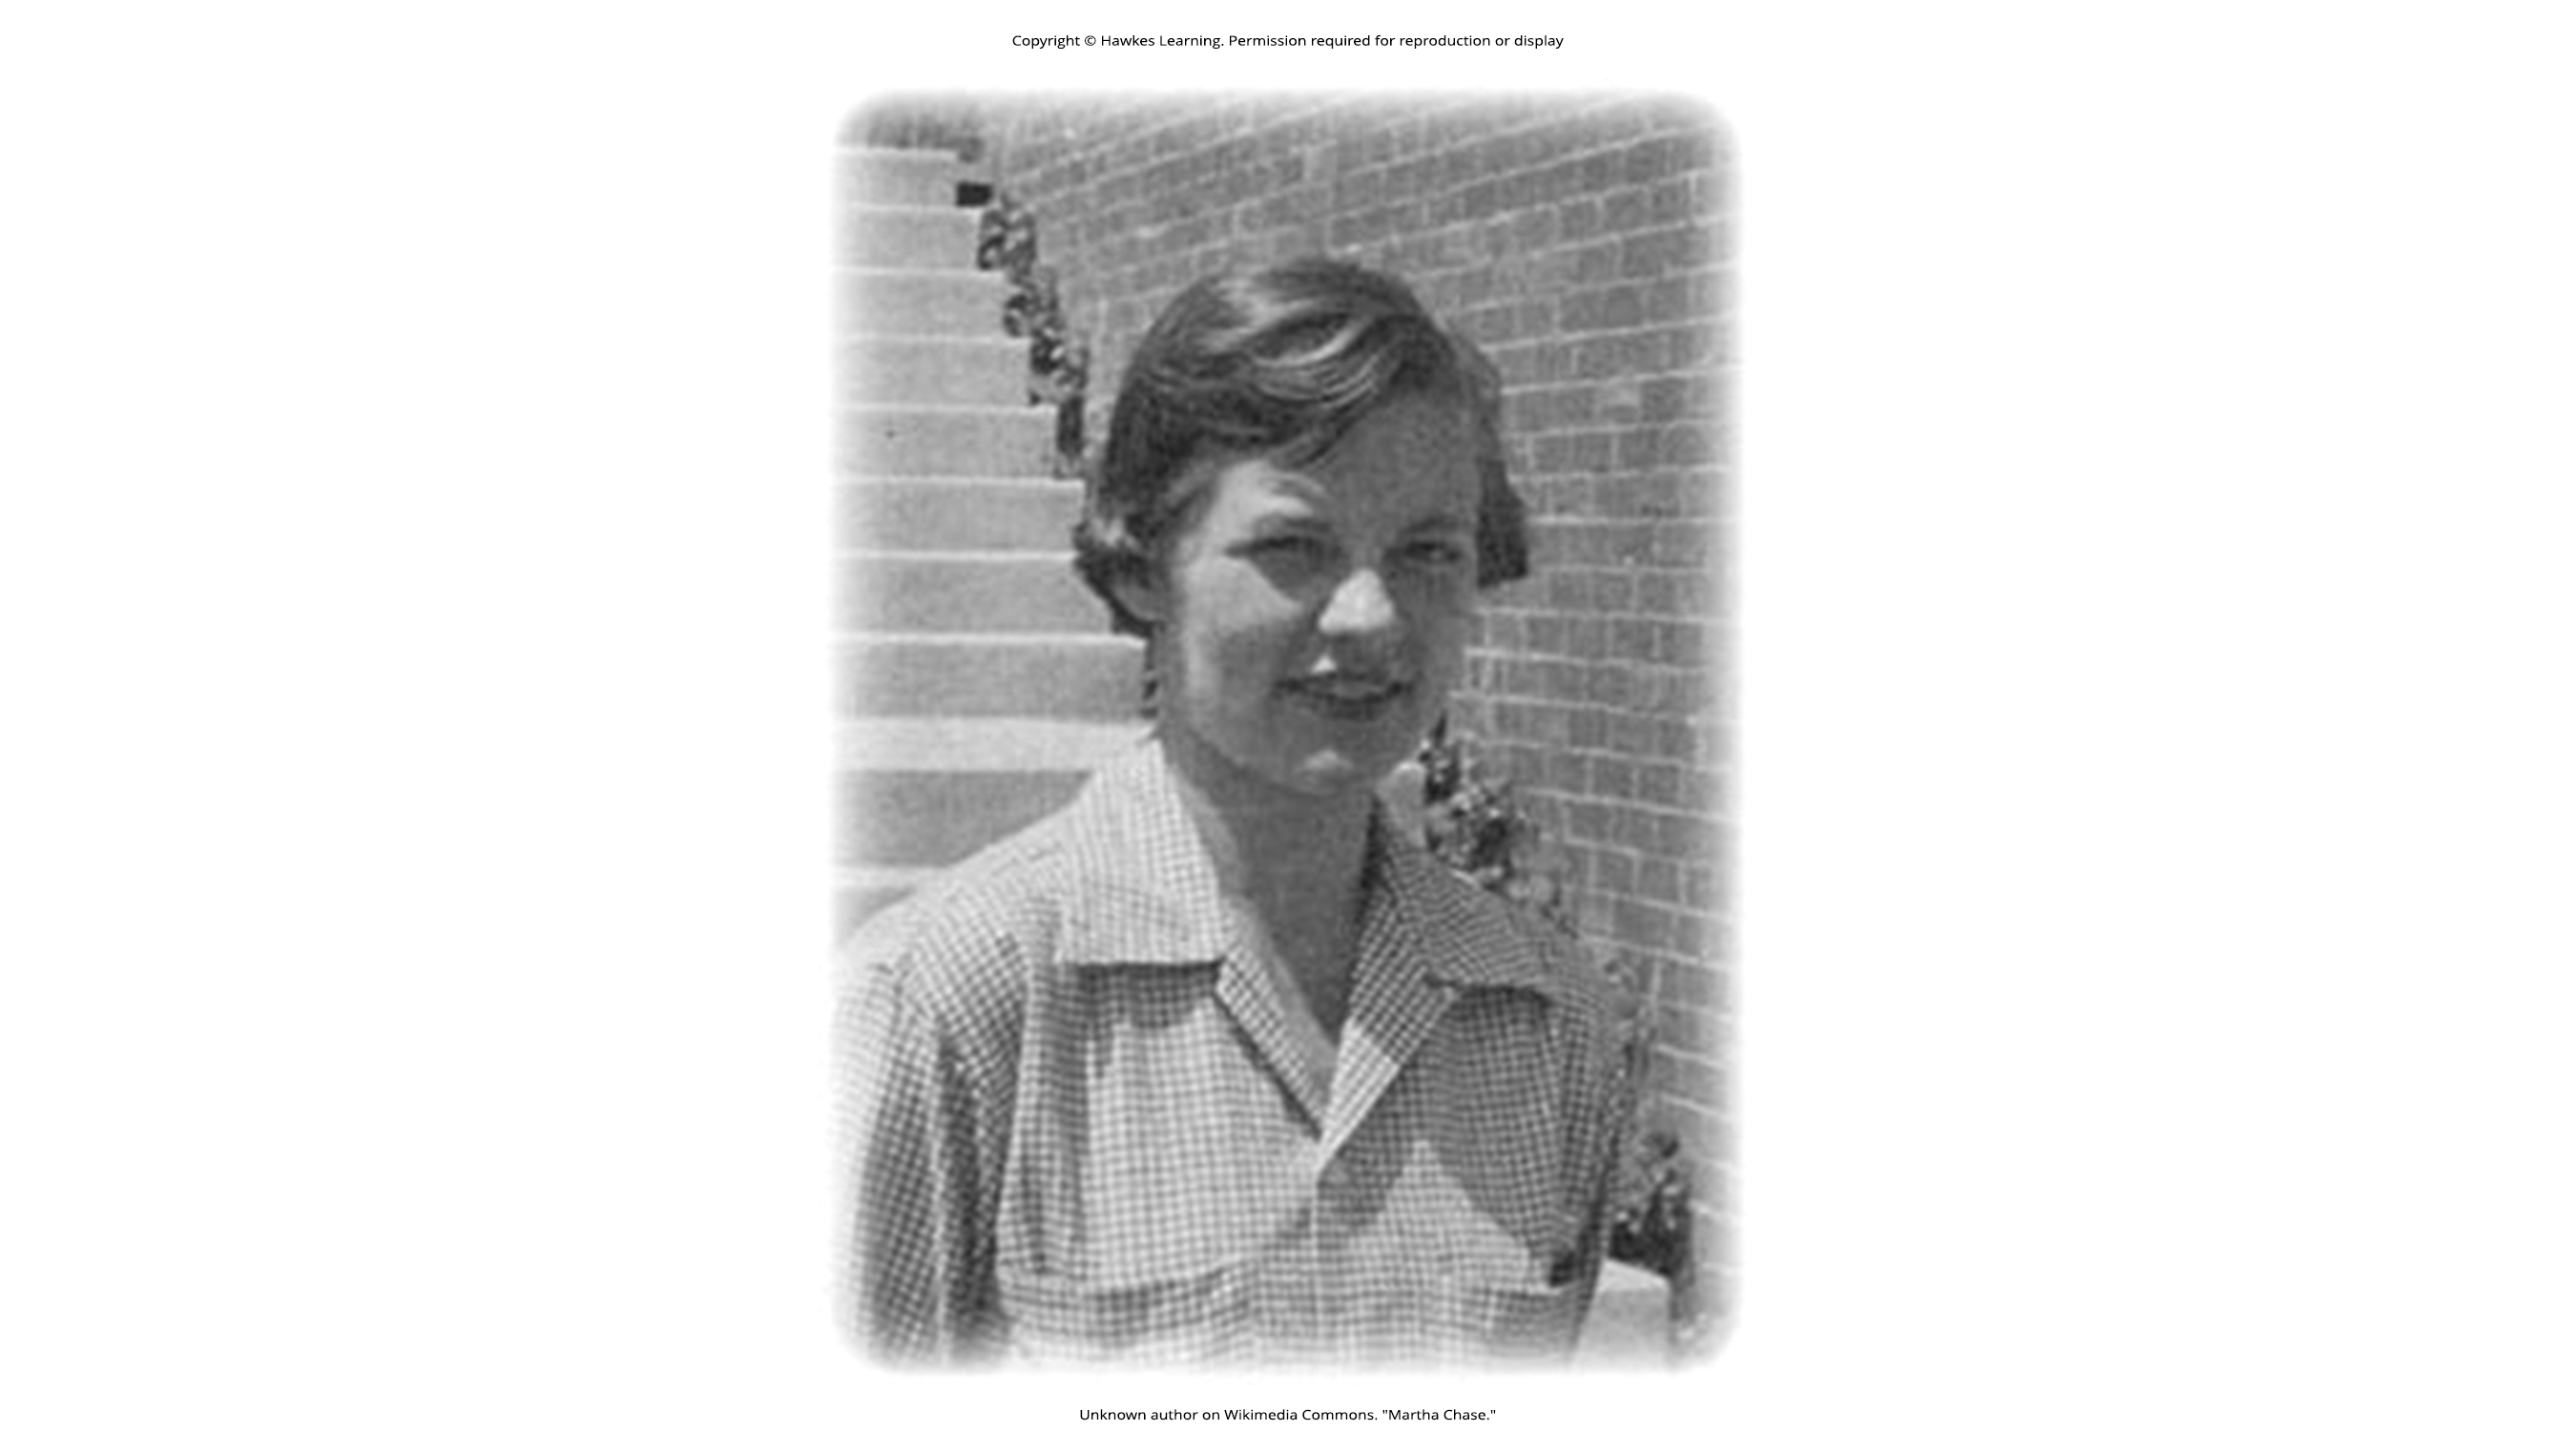 Copyright © Hawkes Learning. Permission required for reproduction or display
Unknown author on Wikimedia Commons. "Martha Chase."